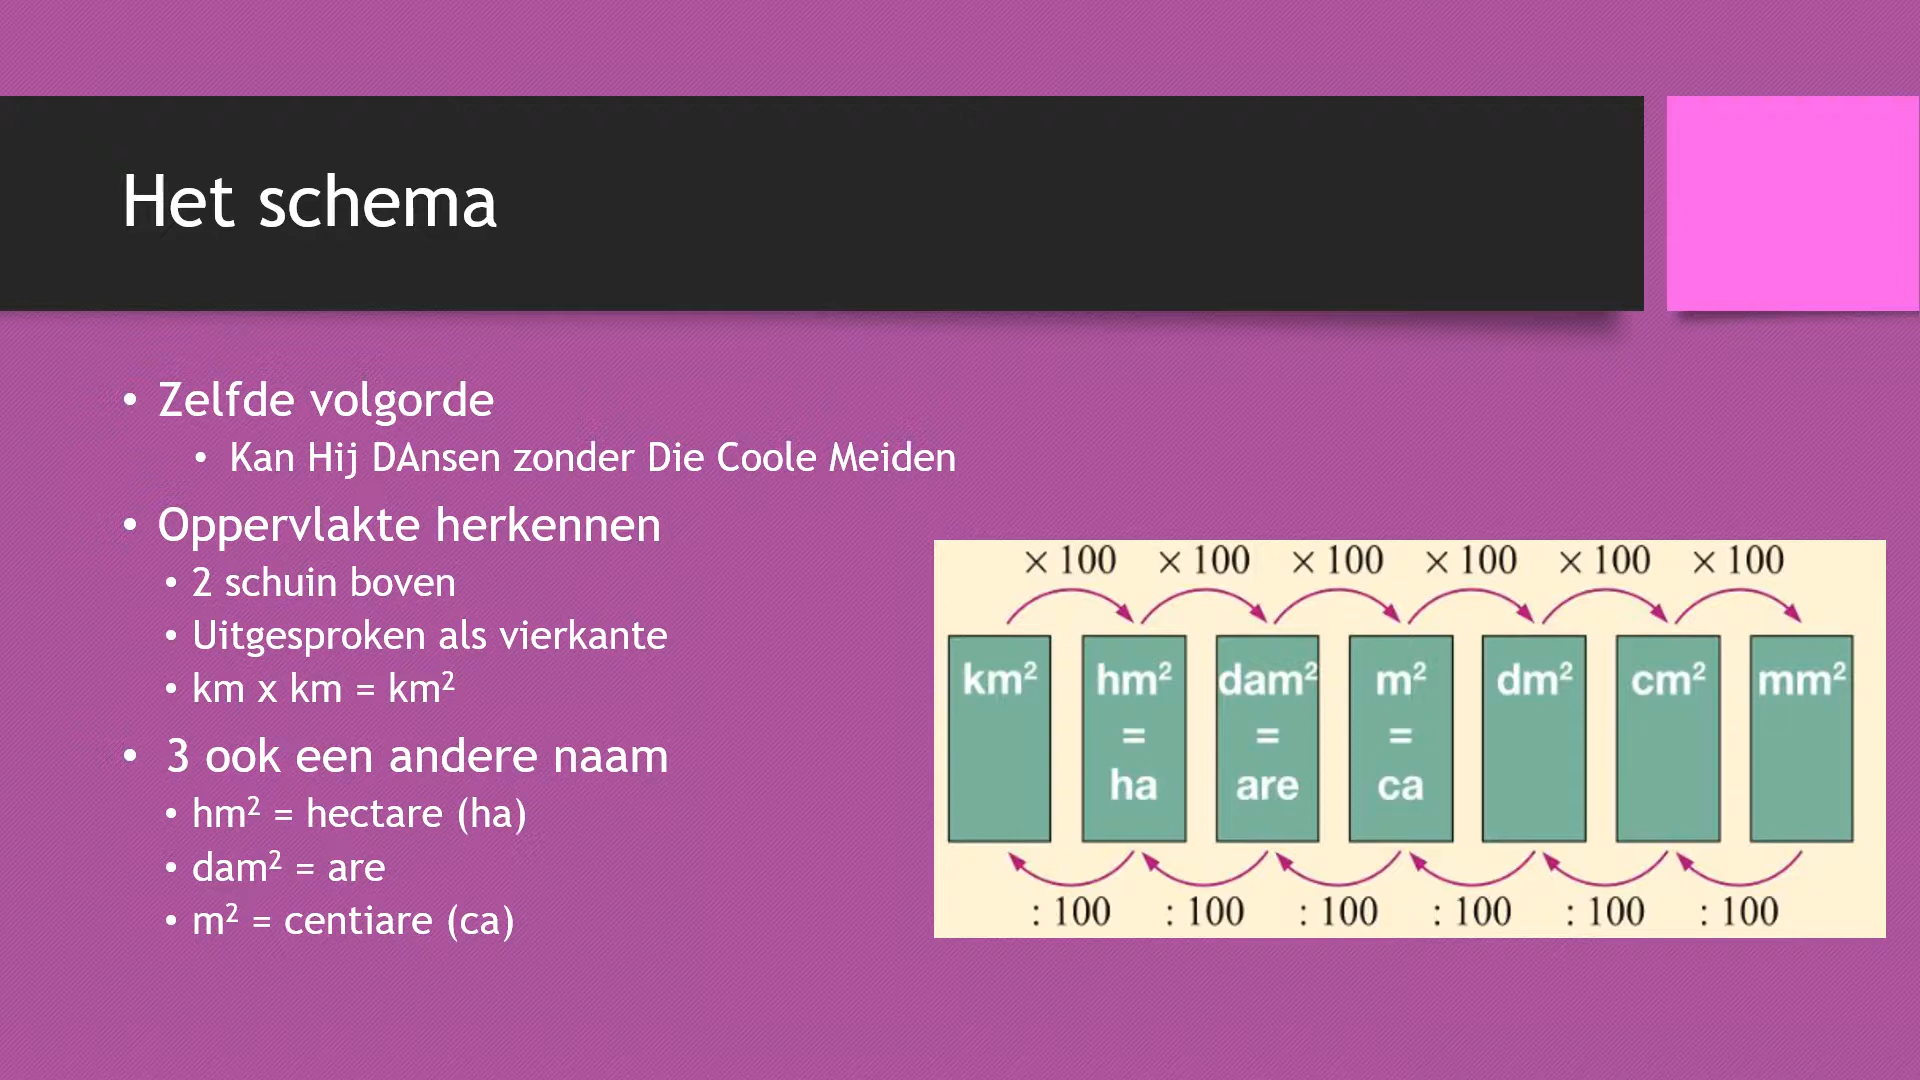 Het schema
• Zelfde volgorde
• Kan Hij DAnsen zonder Die Coole Meiden
• Oppervlakte herkennen
• 2 schuin boven
• Uitgesproken als vierkante
• km x km = km²
• 3 ook een andere naam
• hm² = hectare (ha)
• dam² = are
• m² = centiare (ca)
× 100 × 100 × 100 × 100 × 100 × 100
km² hm² dam² m² dm² cm² mm²
= = =
ha are ca
: 100 : 100 : 100 : 100 : 100 : 100